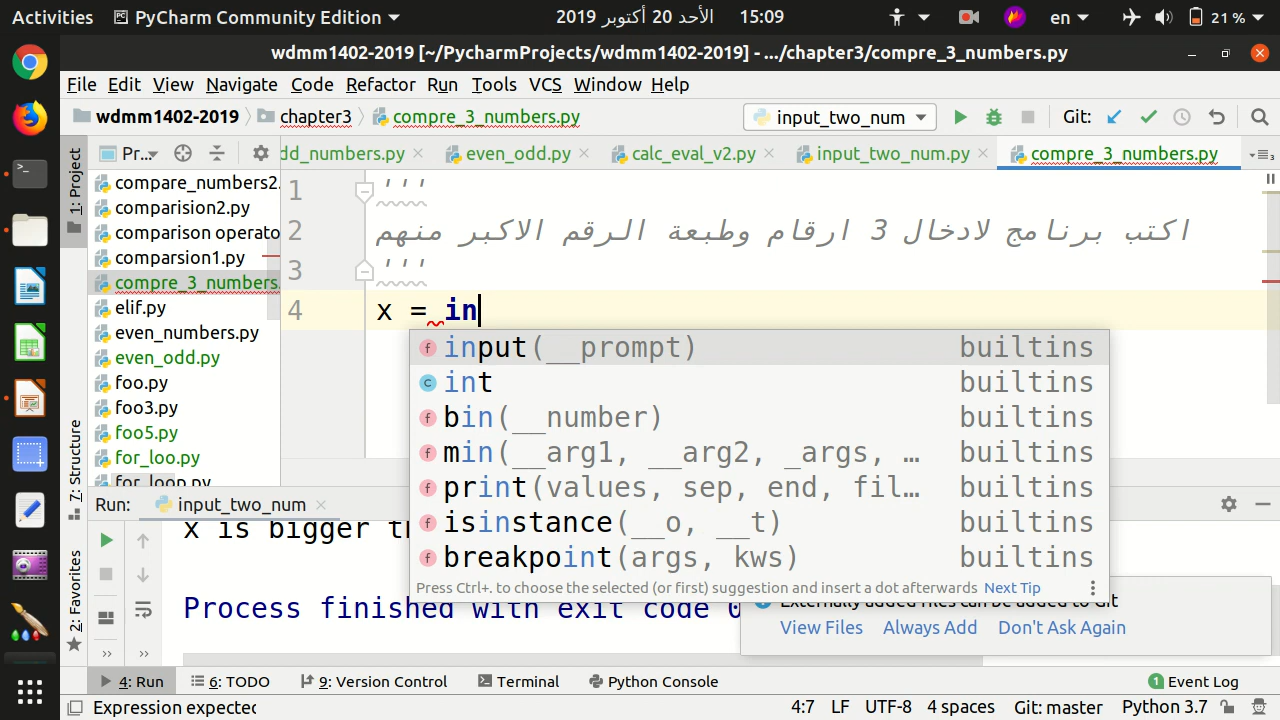 Activities PyCharm Community Edition الأحد 20 أكتوبر 2019 15:09 en 21 %
wdmm1402-2019 [~/PycharmProjects/wdmm1402-2019] - .../chapter3/compre_3_numbers.py
File Edit View Navigate Code Refactor Run Tools VCS Window Help
wdmm1402-2019 chapter3 compre_3_numbers.py input_two_num Git:
1: Project
Pr... dd_numbers.py even_odd.py calc_eval_v2.py input_two_num.py compre_3_numbers.py
compare_numbers2.
comparision2.py
comparison operato
comparsion1.py
compre_3_numbers.
elif.py
even_numbers.py
even_odd.py
foo.py
foo3.py
foo5.py
for_loo.py
for_loop.py
1 '''
2 اكتب برنامج لادخال 3 ارقام وطبعة الرقم الاكبر منهم
3 '''
4 x = in
input(__prompt) builtins
int builtins
bin(__number) builtins
min(__arg1, __arg2, _args, … builtins
print(values, sep, end, fil… builtins
isinstance(__o, __t) builtins
breakpoint(args, kws) builtins
Press Ctrl+. to choose the selected (or first) suggestion and insert a dot afterwards Next Tip
7: Structure
2: Favorites
Run: input_two_num
x is bigger th
Process finished with exit code 0
Externally added files can be added to Git
View Files Always Add Don't Ask Again
4: Run 6: TODO 9: Version Control Terminal Python Console 1 Event Log
Expression expected 4:7 LF UTF-8 4 spaces Git: master Python 3.7